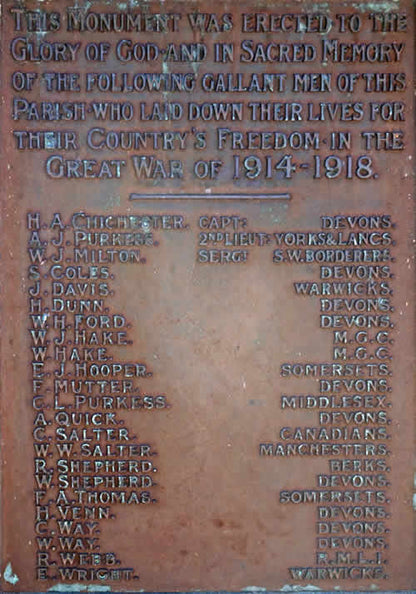 THIS MONUMENT WAS ERECTED TO THE
GLORY OF GOD AND IN SACRED MEMORY
OF THE FOLLOWING GALLANT MEN OF THIS
PARISH WHO LAID DOWN THEIR LIVES FOR
THEIR COUNTRY'S FREEDOM IN THE
GREAT WAR OF 1914-1918.
H. A. CHICHESTER. CAPT: DEVONS.
A. J. PURKESS. 2ND LIEUT: YORKS & LANCS.
W. J. MILTON. SERGT S.W. BORDERERS.
S. COLES. DEVONS.
J. DAVIS. WARWICKS.
H. DUNN. DEVONS.
W. H. FORD. DEVONS.
W. J. HAKE. M.G.C.
W. HAKE. M.G.C.
E. J. HOOPER. SOMERSETS.
F. MUTTER. DEVONS.
C. L. PURKESS. MIDDLESEX.
A. QUICK. DEVONS.
C. SALTER. CANADIANS.
W. W. SALTER. MANCHESTERS.
R. SHEPHERD. BERKS.
W. SHEPHERD. DEVONS.
F. A. THOMAS. SOMERSETS.
H. VENN. DEVONS.
C. WAY. DEVONS.
W. WAY. DEVONS.
R. WEBB. R.M.L.I.
E. WRIGHT. WARWICKS.